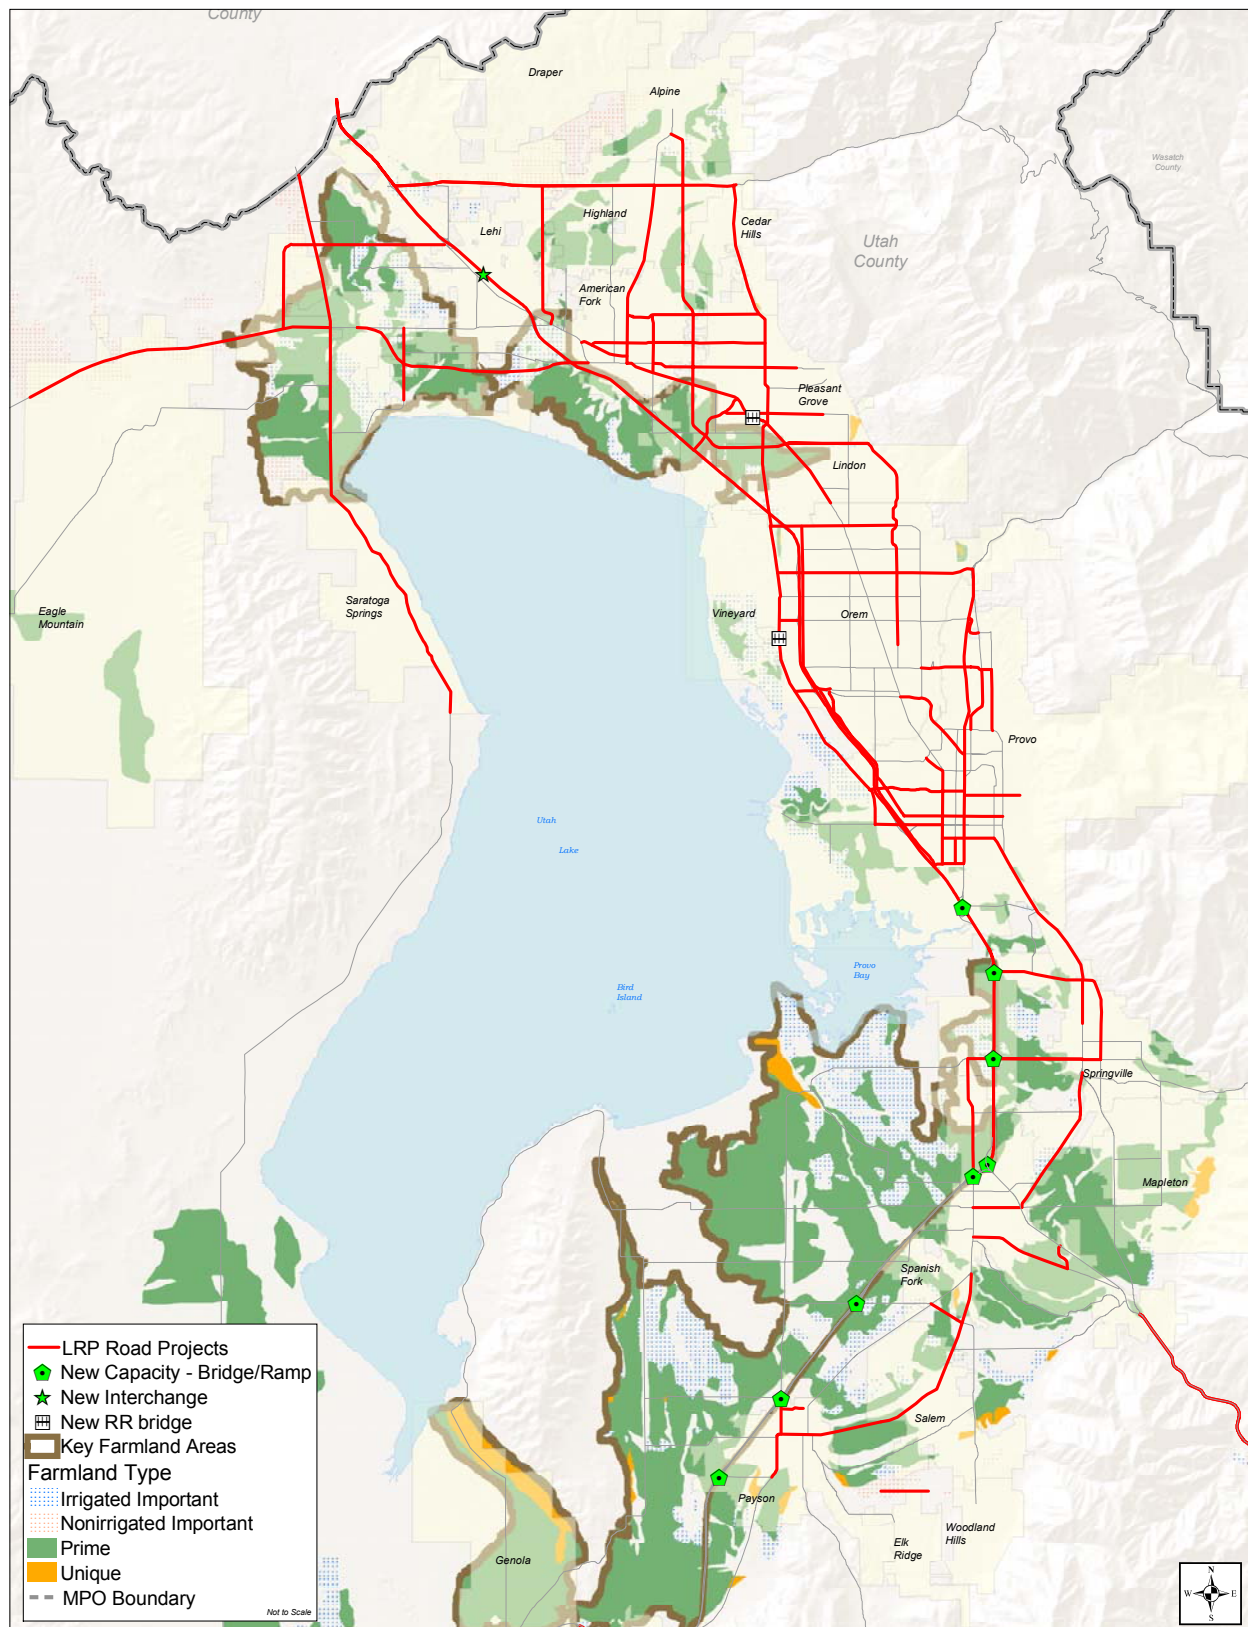 County
Draper
Alpine
Wasatch
County
Highland
Cedar
Hills
Lehi
Utah
County
American
Fork
Pleasant
Grove
Lindon
Eagle
Mountain
Saratoga
Springs
Vineyard
Orem
Provo
Utah
Lake
Provo
Bay
Bird
Island
Springville
Mapleton
Spanish
Fork
Salem
Payson
Woodland
Hills
Elk
Ridge
Genola
LRP Road Projects
New Capacity - Bridge/Ramp
New Interchange
New RR bridge
Key Farmland Areas
Farmland Type
Irrigated Important
Nonirrigated Important
Prime
Unique
MPO Boundary
Not to Scale
N
W E
S